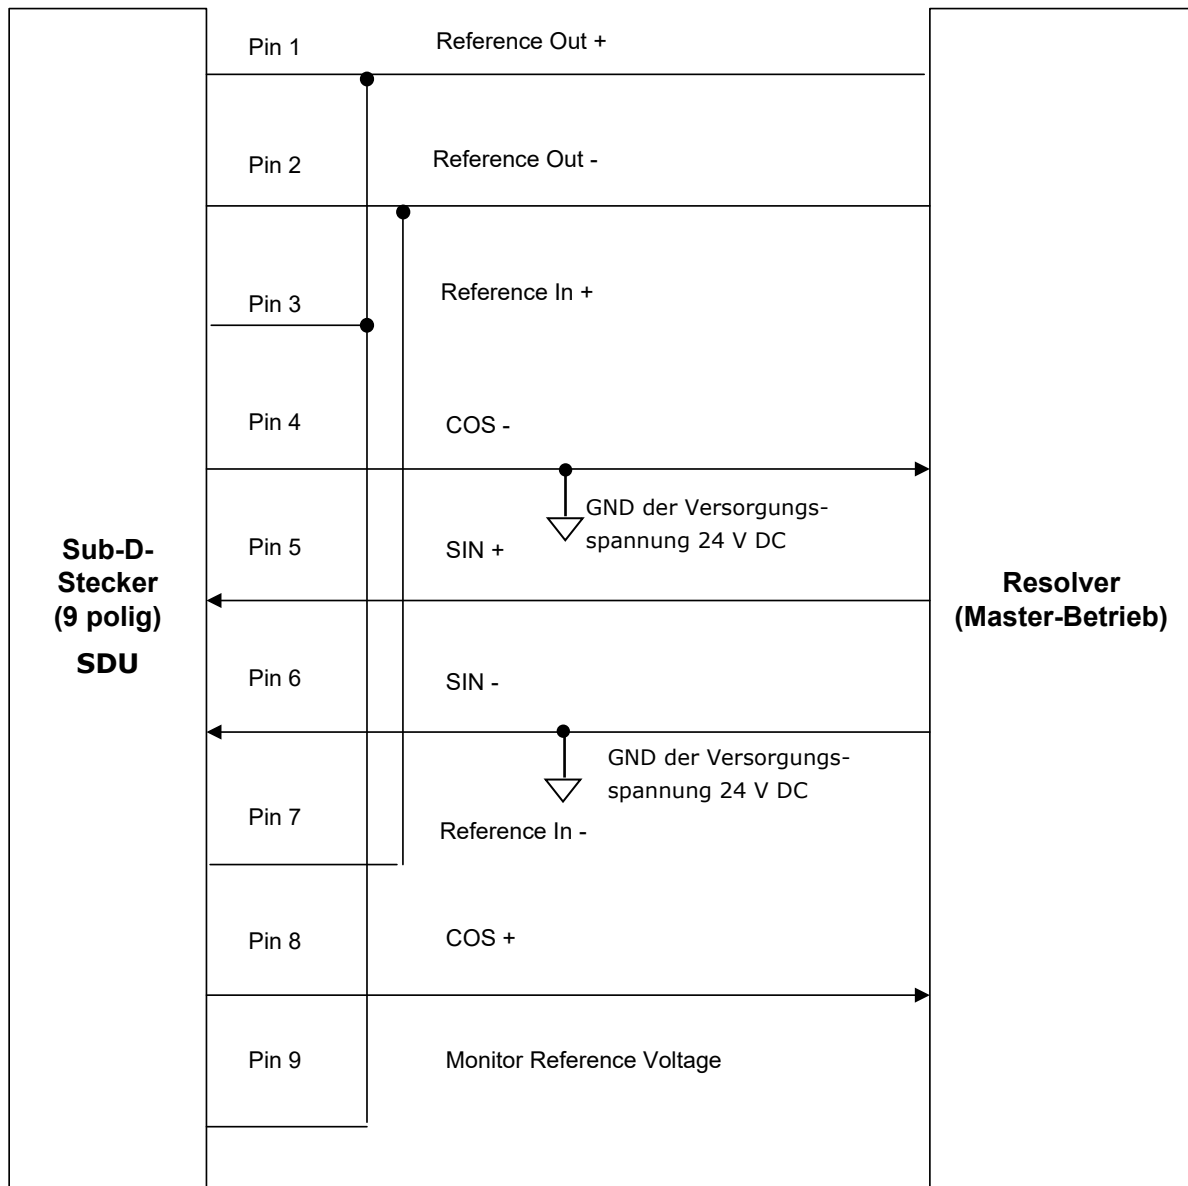 Pin 1
Reference Out +
Pin 2
Reference Out -
Pin 3
Reference In +
Pin 4
COS -
GND der Versorgungs-
spannung 24 V DC
Pin 5
SIN +
Sub-D-
Stecker
(9 polig)
SDU
Resolver
(Master-Betrieb)
Pin 6
SIN -
GND der Versorgungs-
spannung 24 V DC
Pin 7
Reference In -
Pin 8
COS +
Pin 9
Monitor Reference Voltage